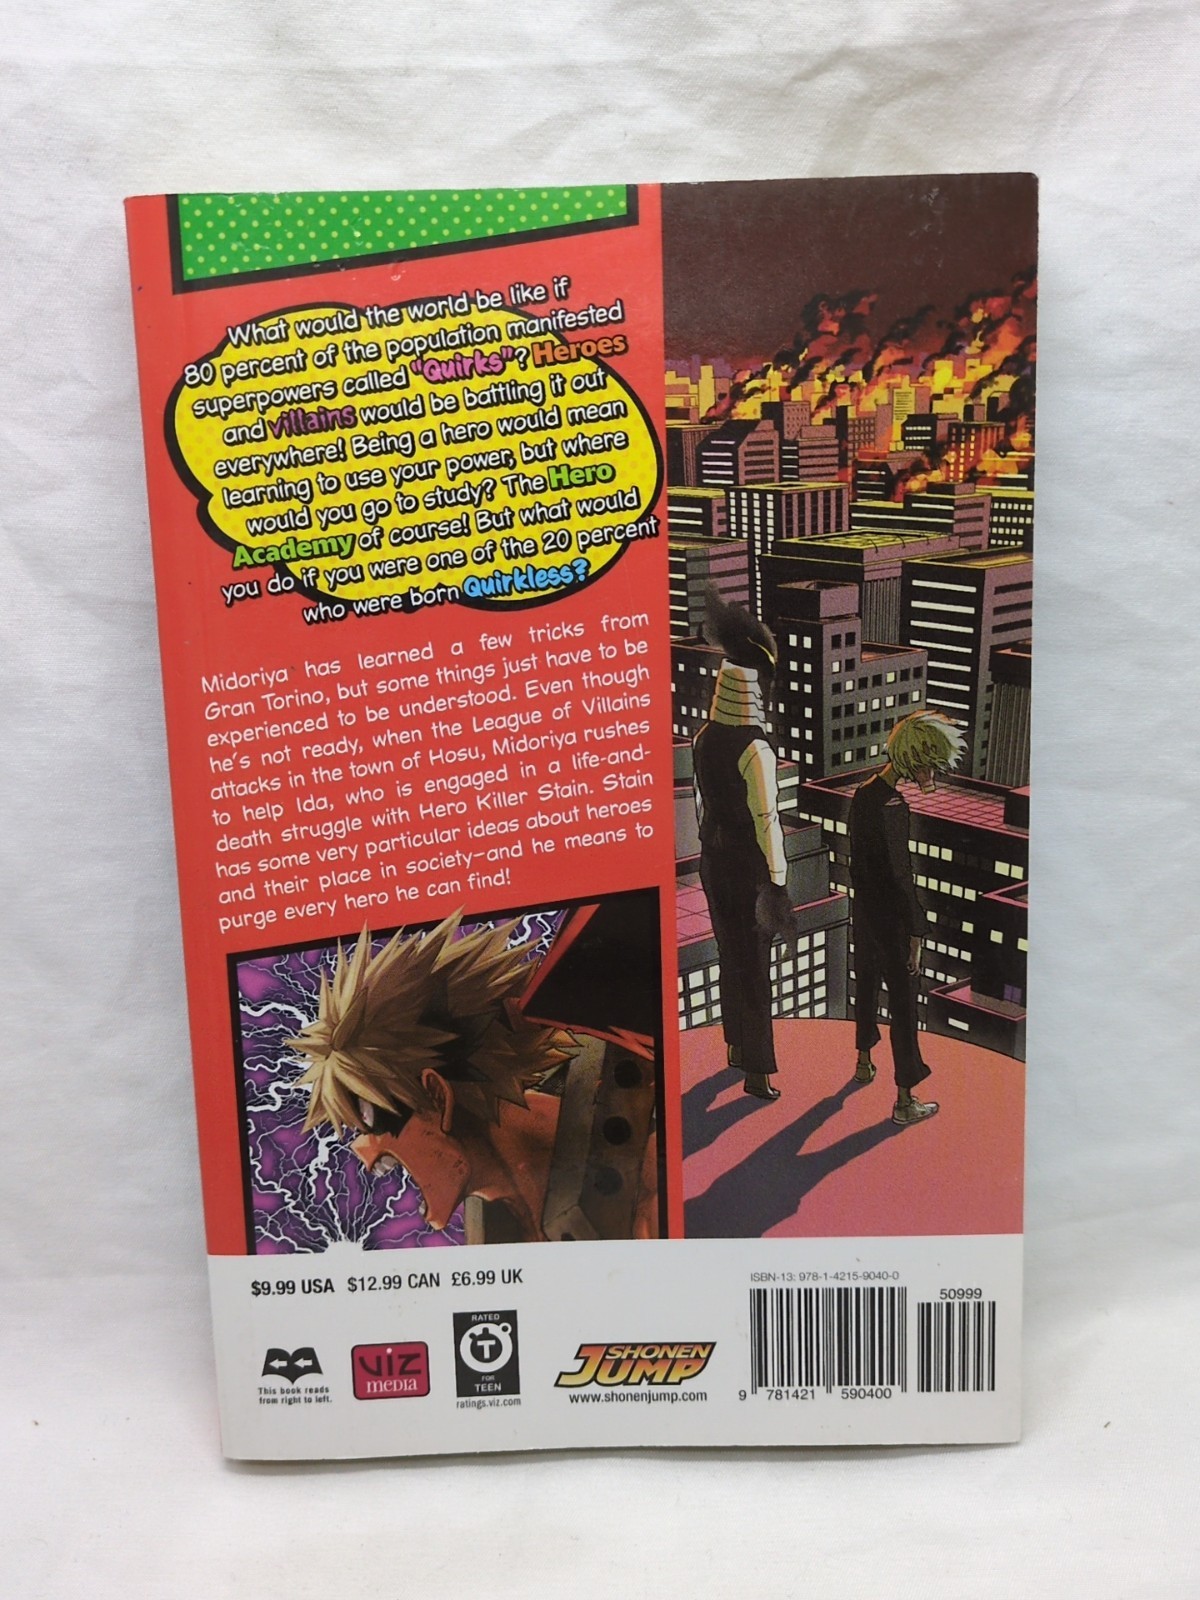 What would the world be like if
80 percent of the population manifested
superpowers called "Quirks"? Heroes
and villains would be battling it out
everywhere! Being a hero would mean
learning to use your power, but where
would you go to study? The Hero
Academy of course! But what would
you do if you were one of the 20 percent
who were born Quirkless?
Midoriya has learned a few tricks from
Gran Torino, but some things just have to be
experienced to be understood. Even though
he's not ready, when the League of Villains
attacks in the town of Hosu, Midoriya rushes
to help Ida, who is engaged in a life-and-
death struggle with Hero Killer Stain. Stain
has some very particular ideas about heroes
and their place in society—and he means to
purge every hero he can find!
$9.99 USA $12.99 CAN £6.99 UK
This book reads
from right to left.
VIZ
MEDIA
RATED
T
FOR
TEEN
ratings.viz.com
SHONEN
JUMP
www.shonenjump.com
ISBN-13: 978-1-4215-9040-0
50999
9 781421 590400